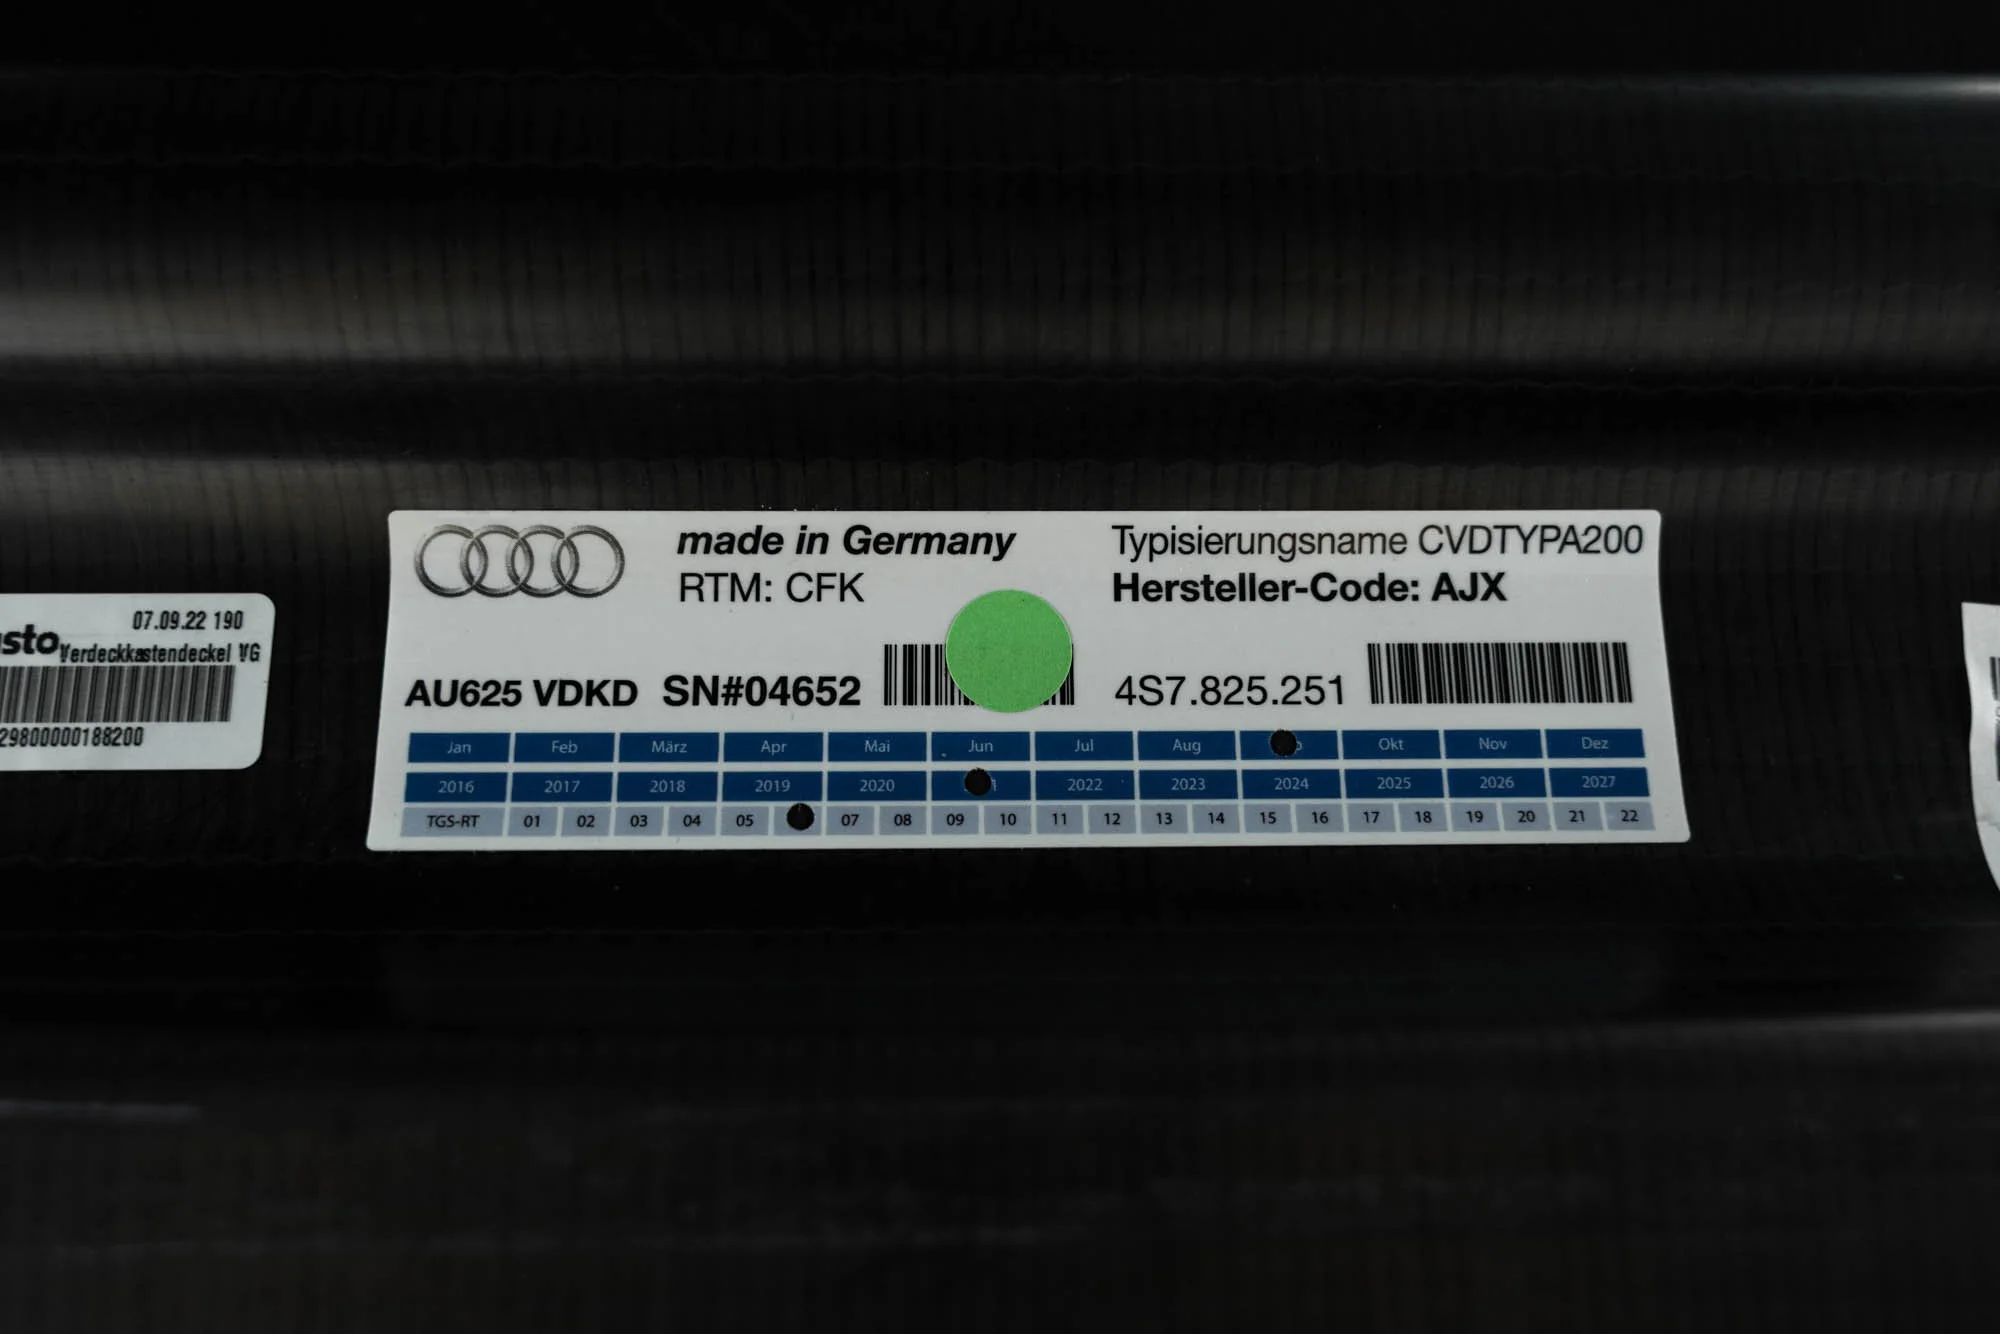 07.09.22 190
sto
Verdeckkastendeckel VG
29800000188200
made in Germany
RTM: CFK
Typisierungsname CVDTYPA200
Hersteller-Code: AJX
AU625 VDKD SN#04652
4S7.825.251
Jan Feb März Apr Mai Jun Jul Aug Okt Nov Dez
2016 2017 2018 2019 2020 2022 2023 2024 2025 2026 2027
TGS-RT 01 02 03 04 05 07 08 09 10 11 12 13 14 15 16 17 18 19 20 21 22